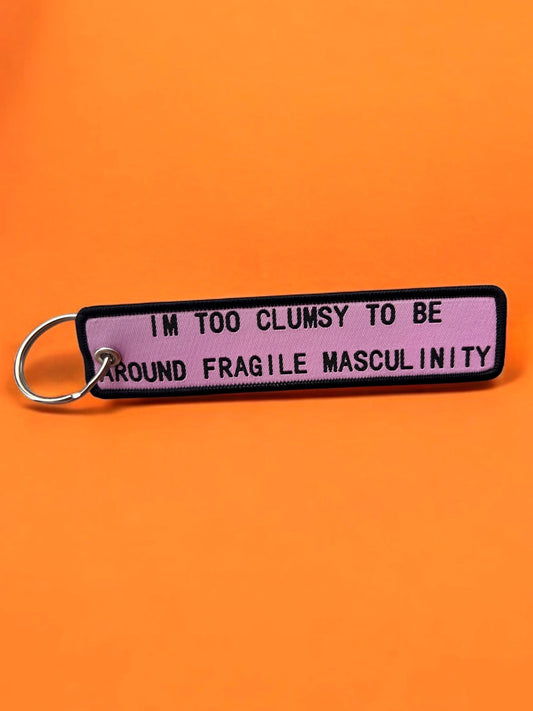 IM TOO CLUMSY TO BE
AROUND FRAGILE MASCULINITY